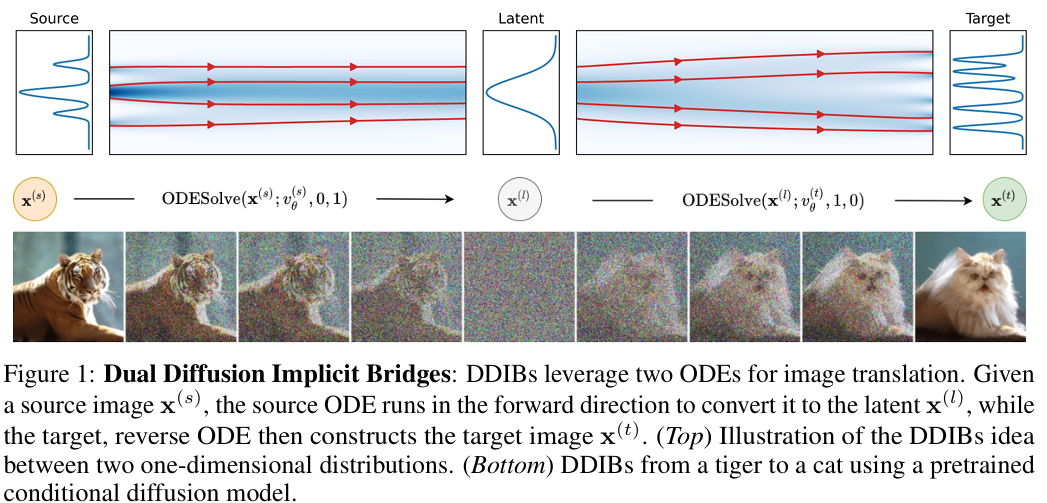 Source
Latent
Target
x^(s)
ODESolve(x^(s); v_θ^(s), 0, 1)
x^(l)
ODESolve(x^(l); v_θ^(t), 1, 0)
x^(t)
Figure 1: Dual Diffusion Implicit Bridges: DDIBs leverage two ODEs for image translation. Given
a source image x^(s), the source ODE runs in the forward direction to convert it to the latent x^(l), while
the target, reverse ODE then constructs the target image x^(t). (Top) Illustration of the DDIBs idea
between two one-dimensional distributions. (Bottom) DDIBs from a tiger to a cat using a pretrained
conditional diffusion model.